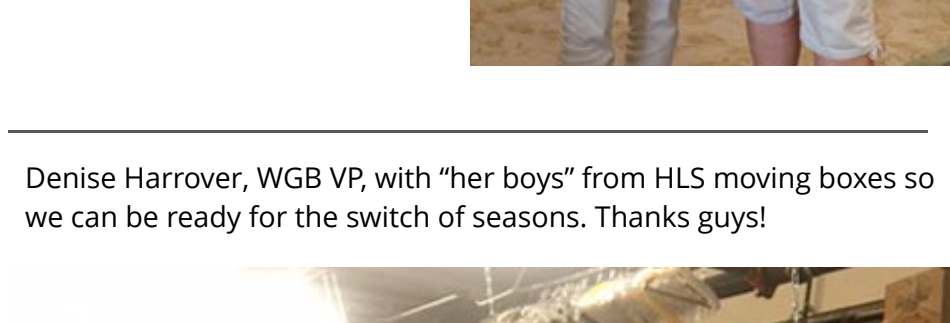 Denise Harrover, WGB VP, with “her boys” from HLS moving boxes so
we can be ready for the switch of seasons. Thanks guys!